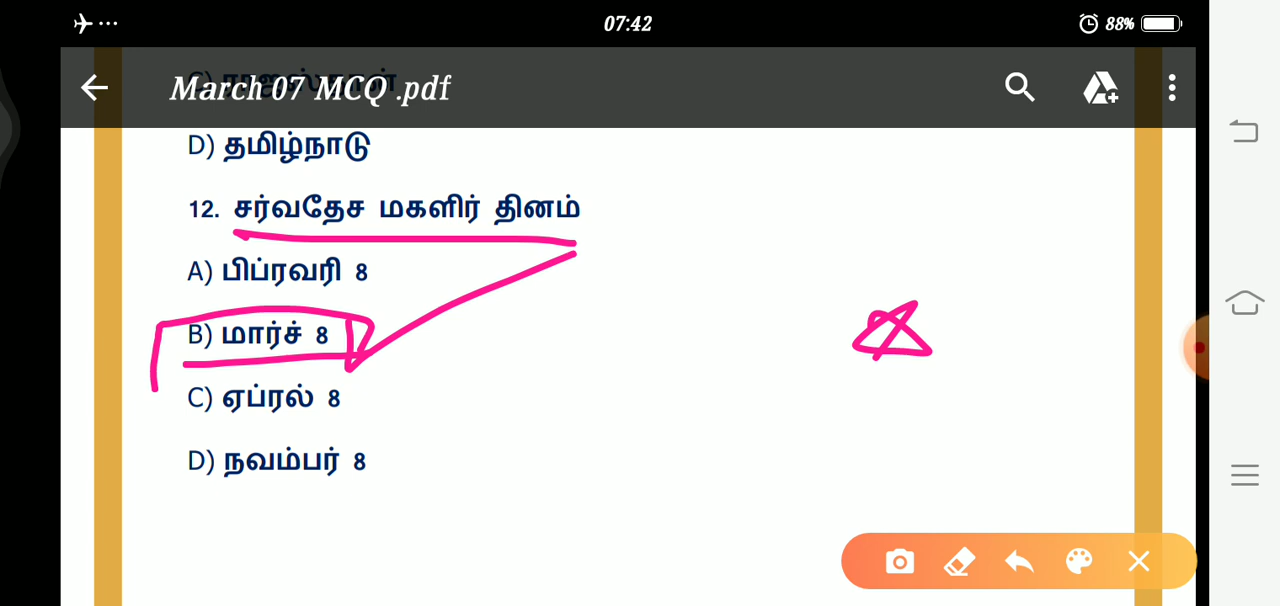 07:42
88%
March 07 MCQ .pdf
D) தமிழ்நாடு
12. சர்வதேச மகளிர் தினம்
A) பிப்ரவரி 8
B) மார்ச் 8
C) ஏப்ரல் 8
D) நவம்பர் 8